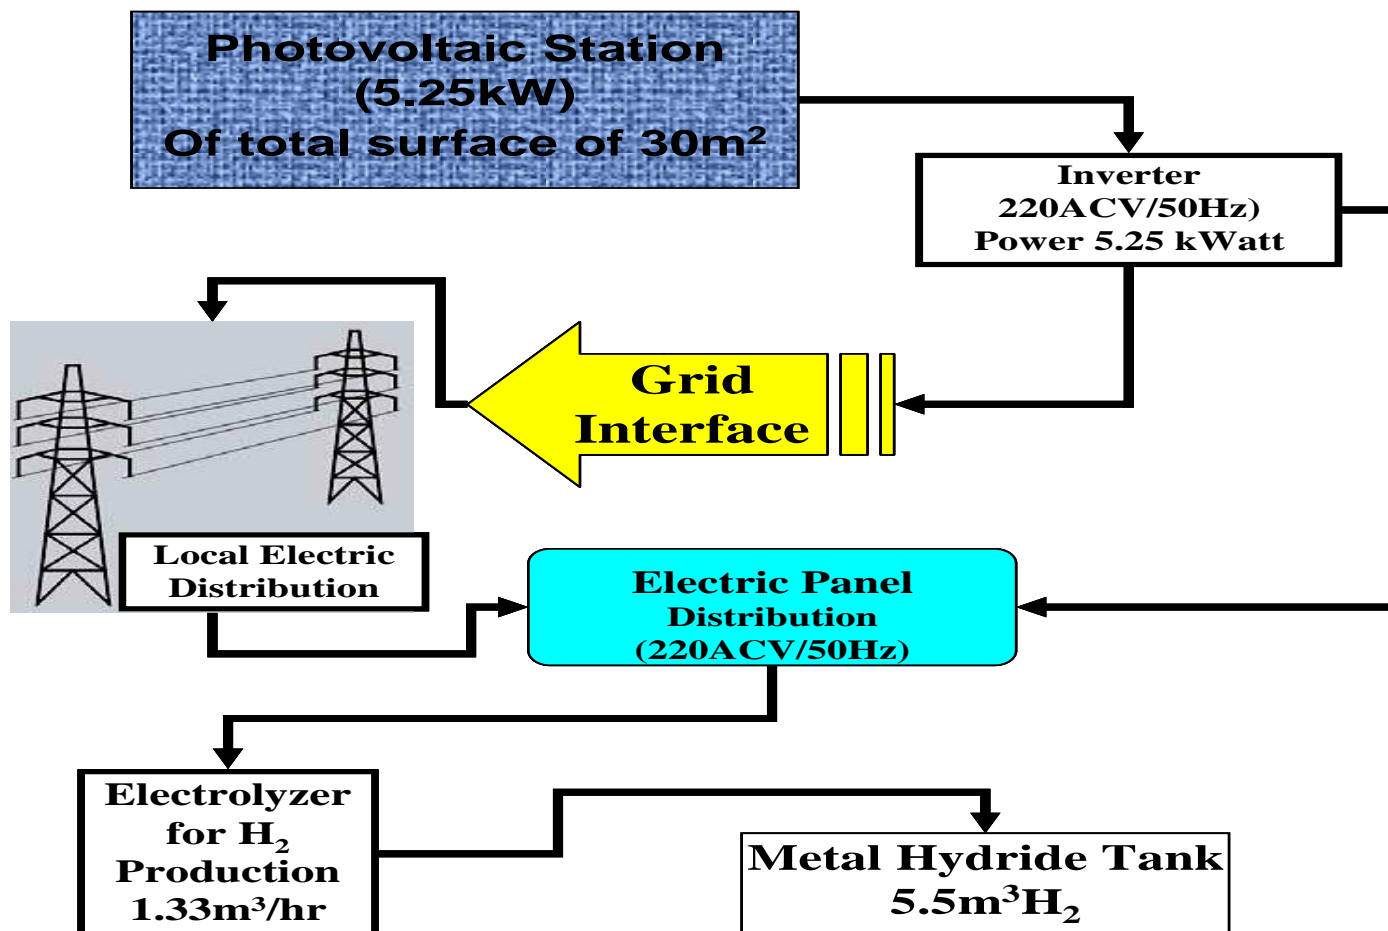 Photovoltaic Station
(5.25kW)
Of total surface of 30m²
Inverter
220ACV/50Hz)
Power 5.25 kWatt
Grid
Interface
Local Electric
Distribution
Electric Panel
Distribution
(220ACV/50Hz)
Electrolyzer
for H₂
Production
1.33m³/hr
Metal Hydride Tank
5.5m³H₂